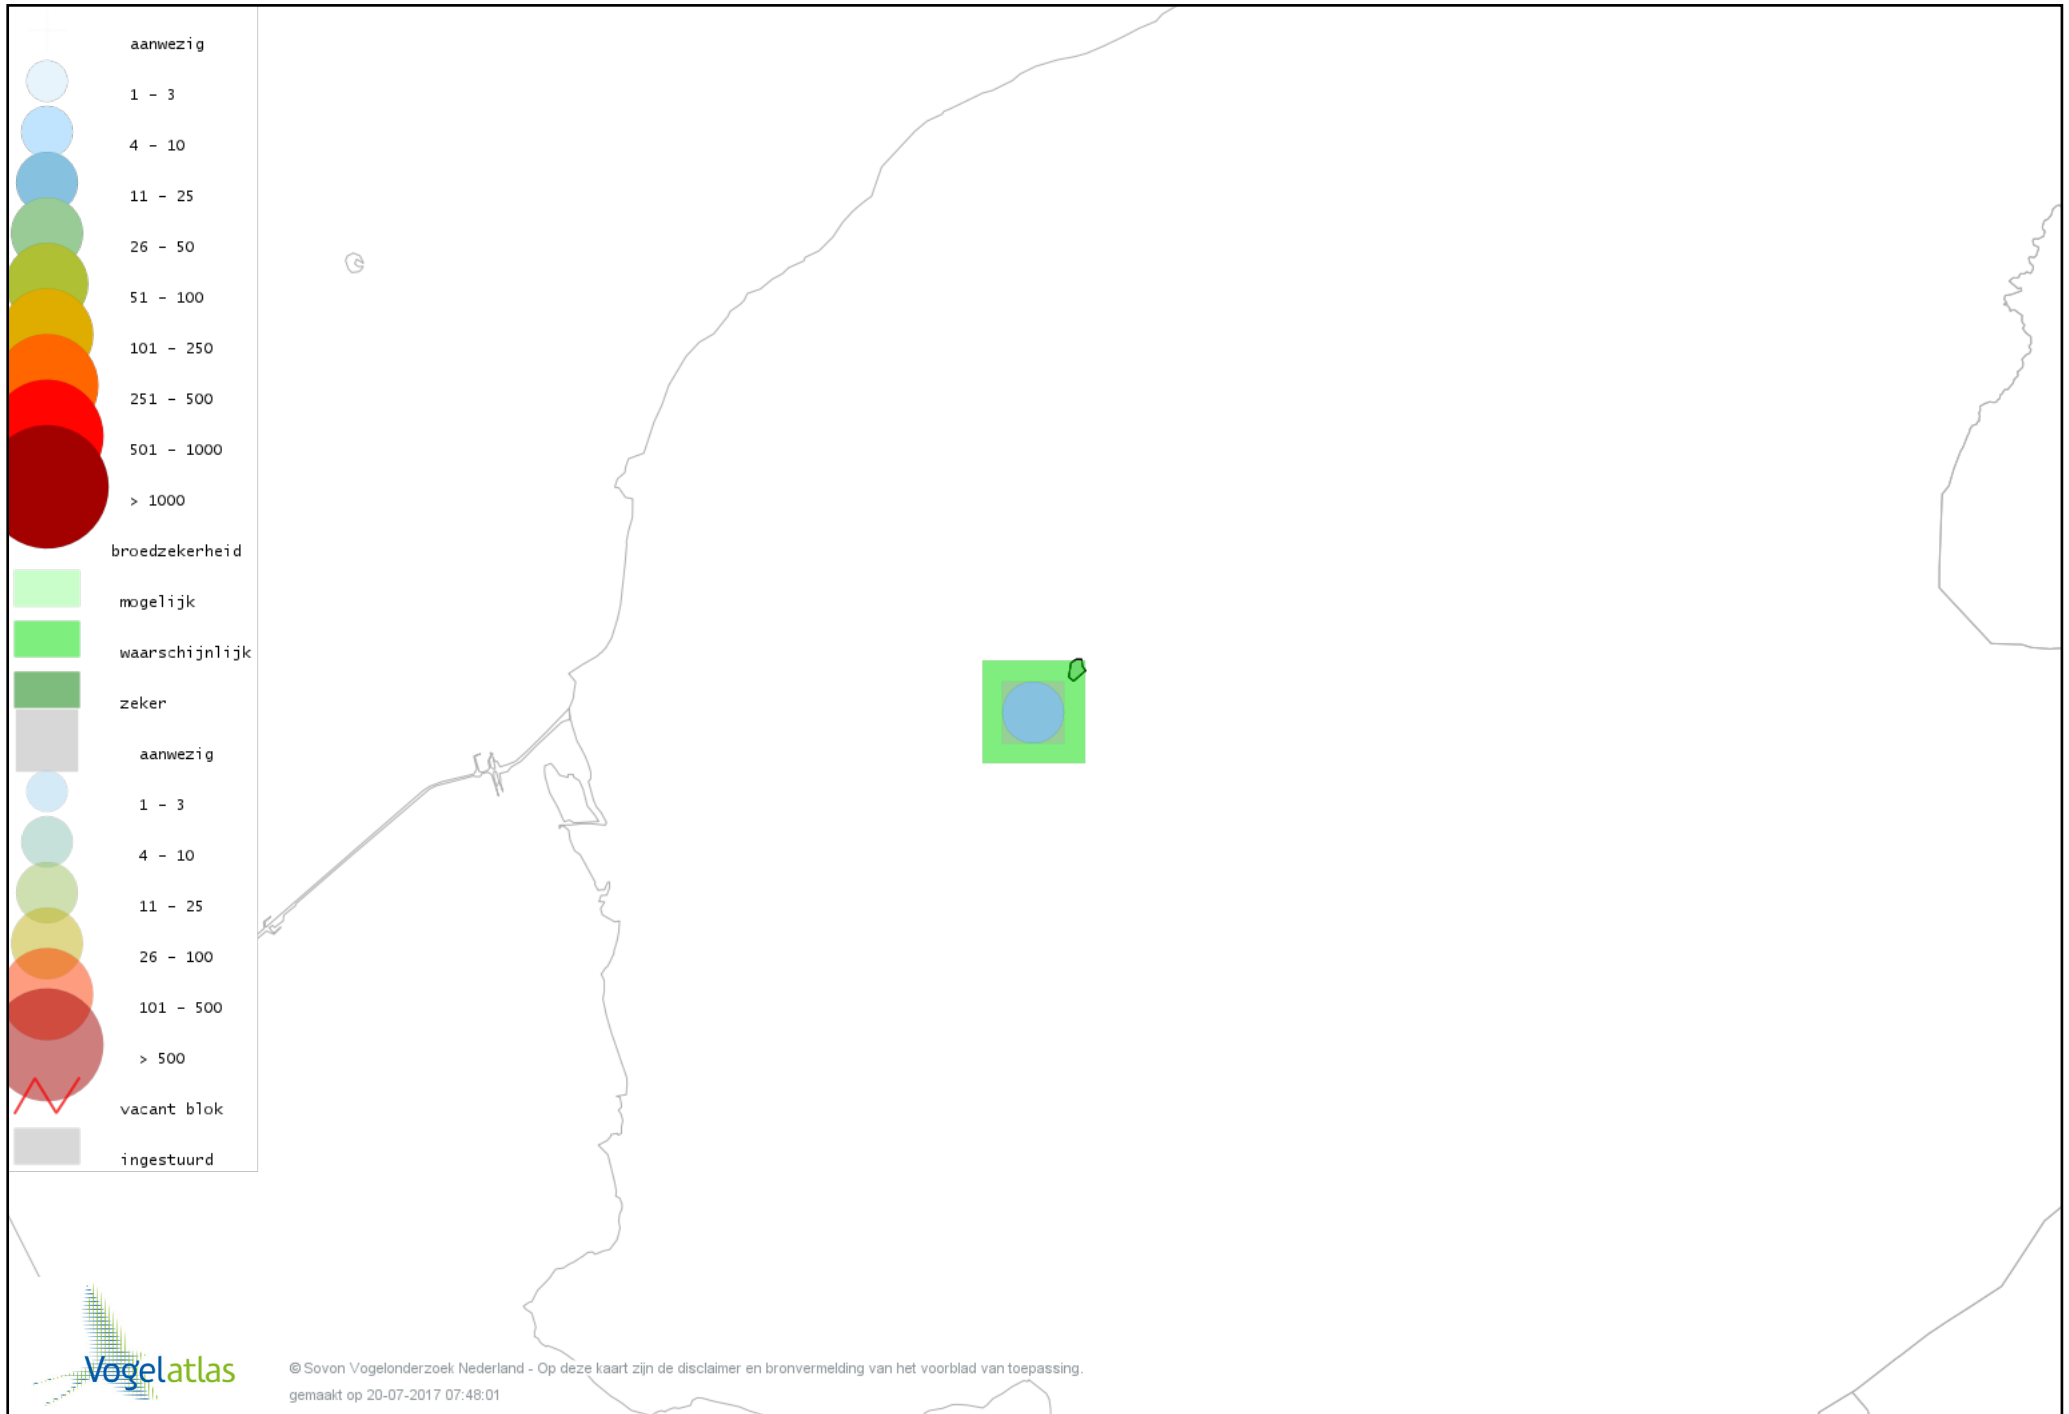 aanwezig
1 - 3
4 - 10
11 - 25
26 - 50
51 - 100
101 - 250
251 - 500
501 - 1000
> 1000
broedzekerheid
mogelijk
waarschijnlijk
zeker
aanwezig
1 - 3
4 - 10
11 - 25
26 - 100
101 - 500
> 500
vacant blok
ingestuurd
Vogelatlas
© Sovon Vogelonderzoek Nederland - Op deze kaart zijn de disclaimer en bronvermelding van het voorblad van toepassing.
gemaakt op 20-07-2017 07:48:01